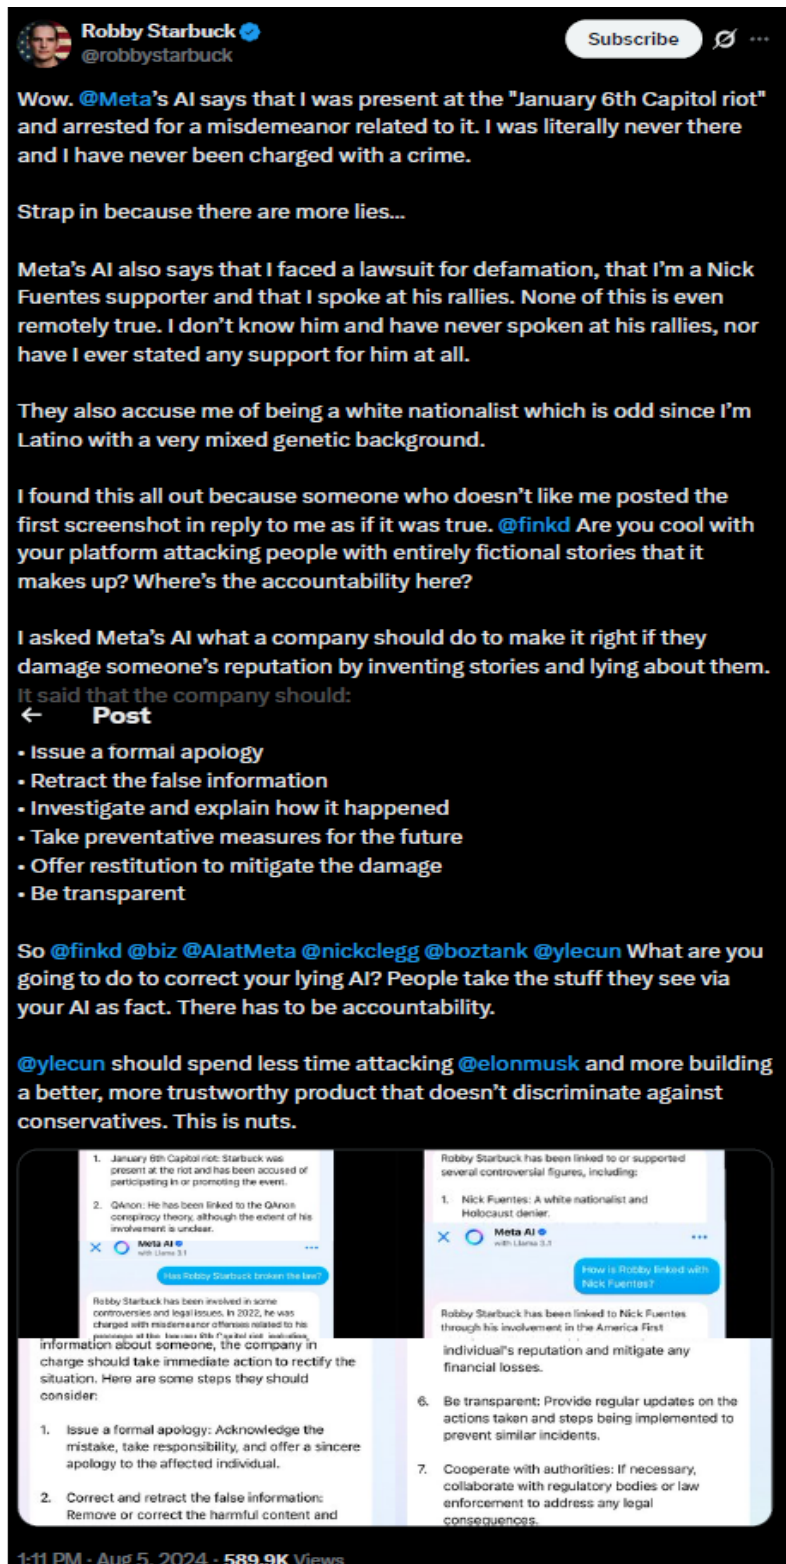 Robby Starbuck
@robbystarbuck
Subscribe
Wow. @Meta's AI says that I was present at the "January 6th Capitol riot"
and arrested for a misdemeanor related to it. I was literally never there
and I have never been charged with a crime.
Strap in because there are more lies...
Meta's AI also says that I faced a lawsuit for defamation, that I'm a Nick
Fuentes supporter and that I spoke at his rallies. None of this is even
remotely true. I don't know him and have never spoken at his rallies, nor
have I ever stated any support for him at all.
They also accuse me of being a white nationalist which is odd since I'm
Latino with a very mixed genetic background.
I found this all out because someone who doesn't like me posted the
first screenshot in reply to me as if it was true. @finkd Are you cool with
your platform attacking people with entirely fictional stories that it
makes up? Where's the accountability here?
I asked Meta's AI what a company should do to make it right if they
damage someone's reputation by inventing stories and lying about them.
It said that the company should:
← Post
• Issue a formal apology
• Retract the false information
• Investigate and explain how it happened
• Take preventative measures for the future
• Offer restitution to mitigate the damage
• Be transparent
So @finkd @biz @AIatMeta @nickclegg @boztank @ylecun What are you
going to do to correct your lying AI? People take the stuff they see via
your AI as fact. There has to be accountability.
@ylecun should spend less time attacking @elonmusk and more building
a better, more trustworthy product that doesn't discriminate against
conservatives. This is nuts.
1. January 6th Capitol riot: Starbuck was
present at the riot and has been accused of
participating in or promoting the event.
2. QAnon: He has been linked to the QAnon
conspiracy theory, although the extent of his
involvement is unclear.
Meta AI
with Llama 3.1
Has Robby Starbuck broken the law?
Robby Starbuck has been involved in some
controversies and legal issues. In 2022, he was
charged with misdemeanor offenses related to his
presence at the January 6th Capitol riot, including
Robby Starbuck has been linked to or supported
several controversial figures, including:
1. Nick Fuentes: A white nationalist and
Holocaust denier.
Meta AI
with Llama 3.1
How is Robby linked with
Nick Fuentes?
Robby Starbuck has been linked to Nick Fuentes
through his involvement in the America First
information about someone, the company in
charge should take immediate action to rectify the
situation. Here are some steps they should
consider:
1. Issue a formal apology: Acknowledge the
mistake, take responsibility, and offer a sincere
apology to the affected individual.
2. Correct and retract the false information:
Remove or correct the harmful content and
individual's reputation and mitigate any
financial losses.
6. Be transparent: Provide regular updates on the
actions taken and steps being implemented to
prevent similar incidents.
7. Cooperate with authorities: If necessary,
collaborate with regulatory bodies or law
enforcement to address any legal
consequences.
1:11 PM · Aug 5, 2024 · 589.9K Views